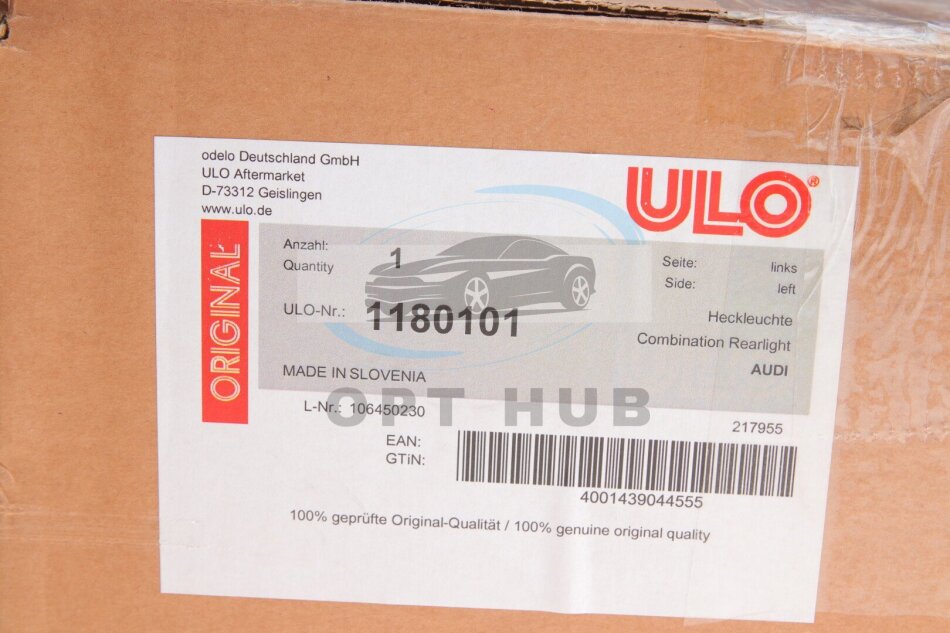 odelo Deutschland GmbH
ULO Aftermarket
D-73312 Geislingen
www.ulo.de
ULO®
ORIGINAL
Anzahl: 1
Quantity
Seite: links
Side: left
ULO-Nr.: 1180101
Heckleuchte
Combination Rearlight
AUDI
MADE IN SLOVENIA
OPT HUB
L-Nr.: 106450230
217955
EAN:
GTiN:
4001439044555
100% geprüfte Original-Qualität / 100% genuine original quality